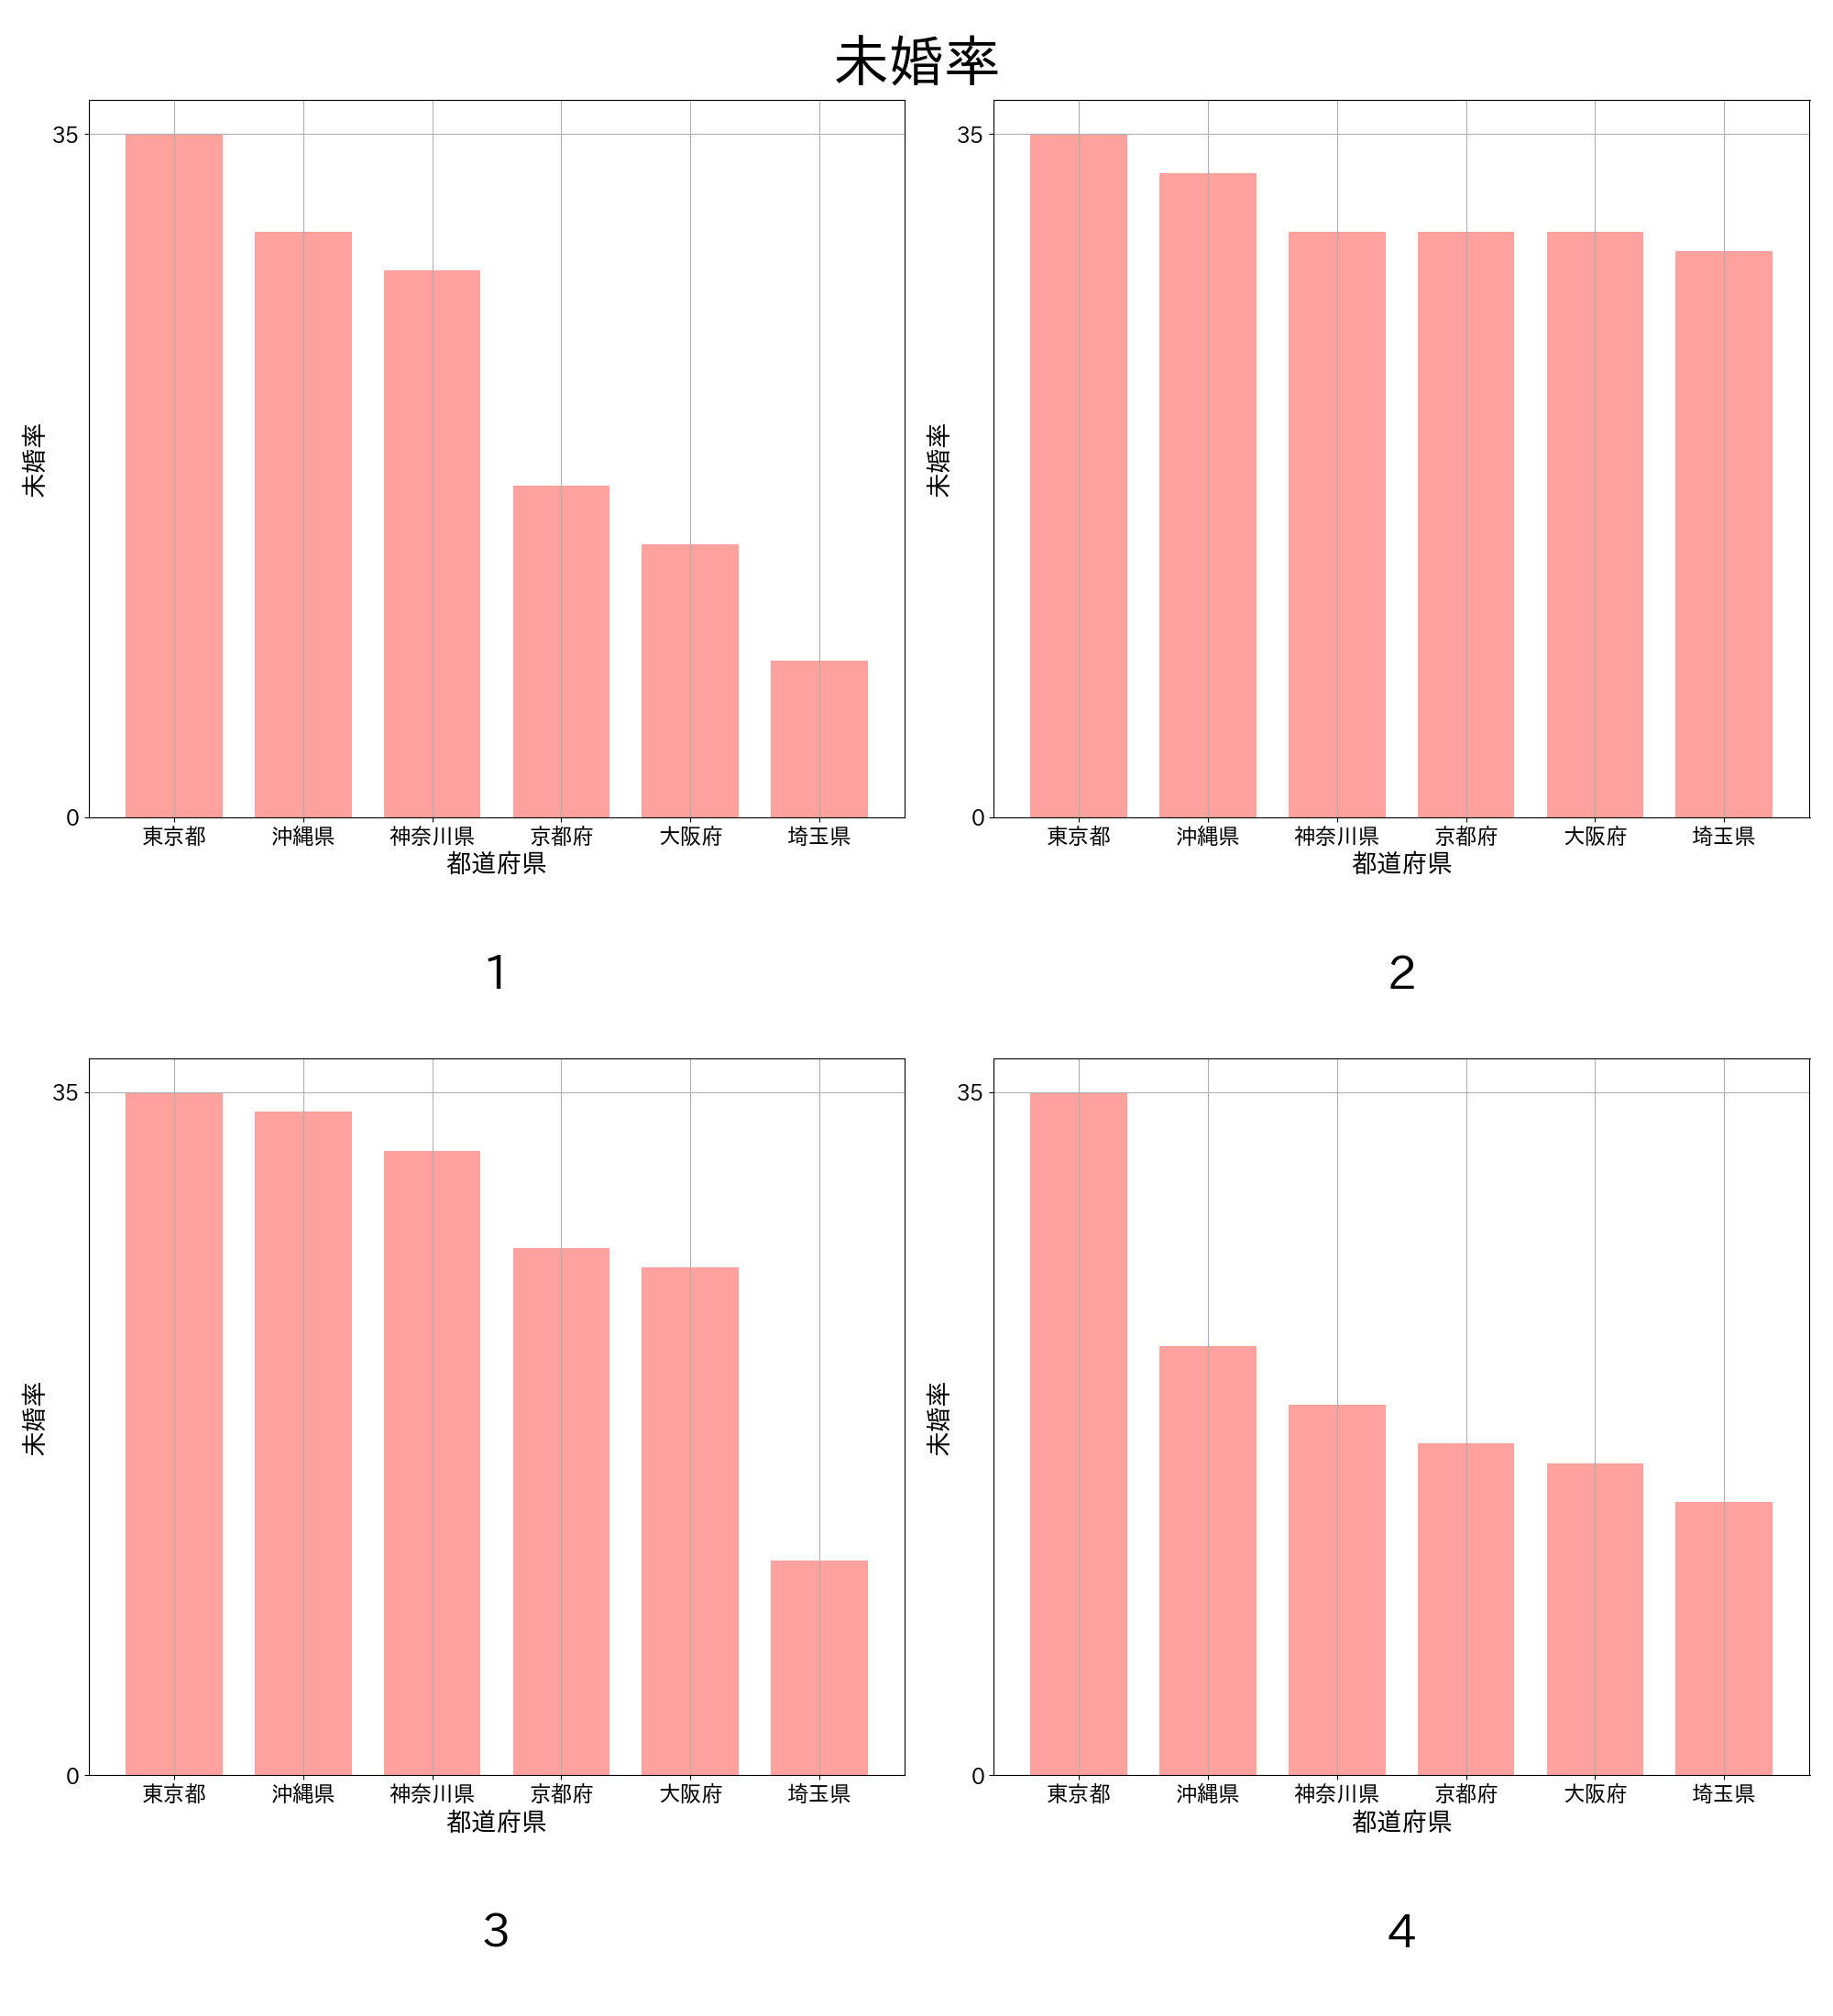 未婚率
35
0
未婚率
東京都 沖縄県 神奈川県 京都府 大阪府 埼玉県
都道府県
1
35
0
未婚率
東京都 沖縄県 神奈川県 京都府 大阪府 埼玉県
都道府県
2
35
0
未婚率
東京都 沖縄県 神奈川県 京都府 大阪府 埼玉県
都道府県
3
35
0
未婚率
東京都 沖縄県 神奈川県 京都府 大阪府 埼玉県
都道府県
4